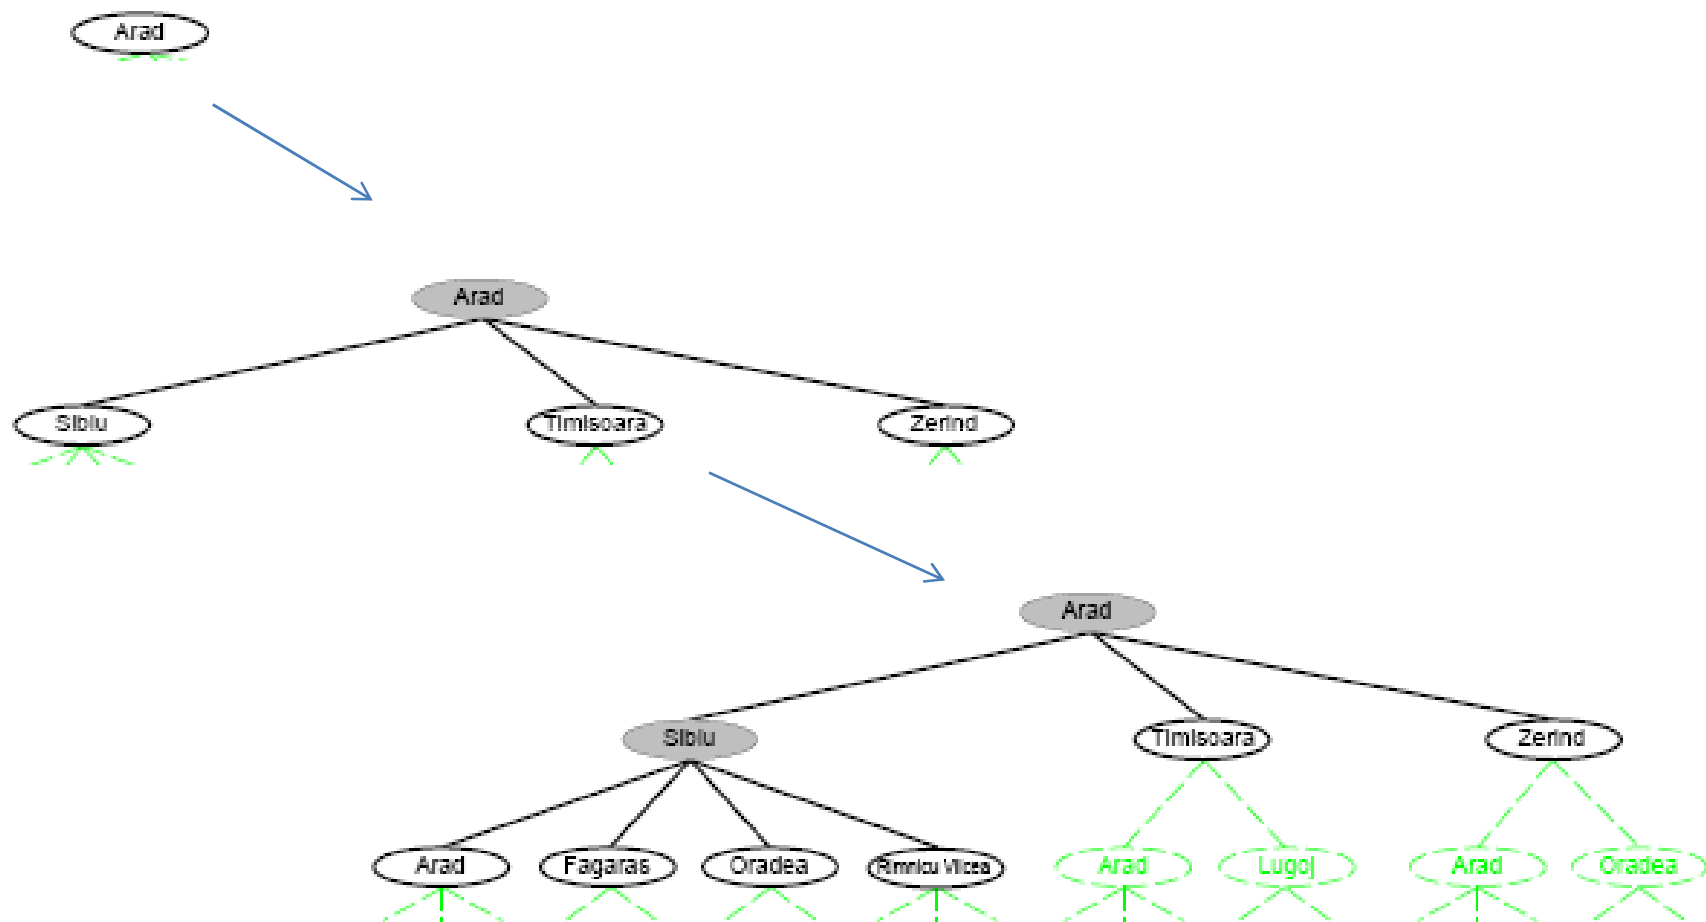 Arad
Arad
Sibiu
Timisoara
Zerind
Arad
Sibiu
Timisoara
Zerind
Arad
Fagaras
Oradea
Rimnicu Vilcea
Arad
Lugoj
Arad
Oradea